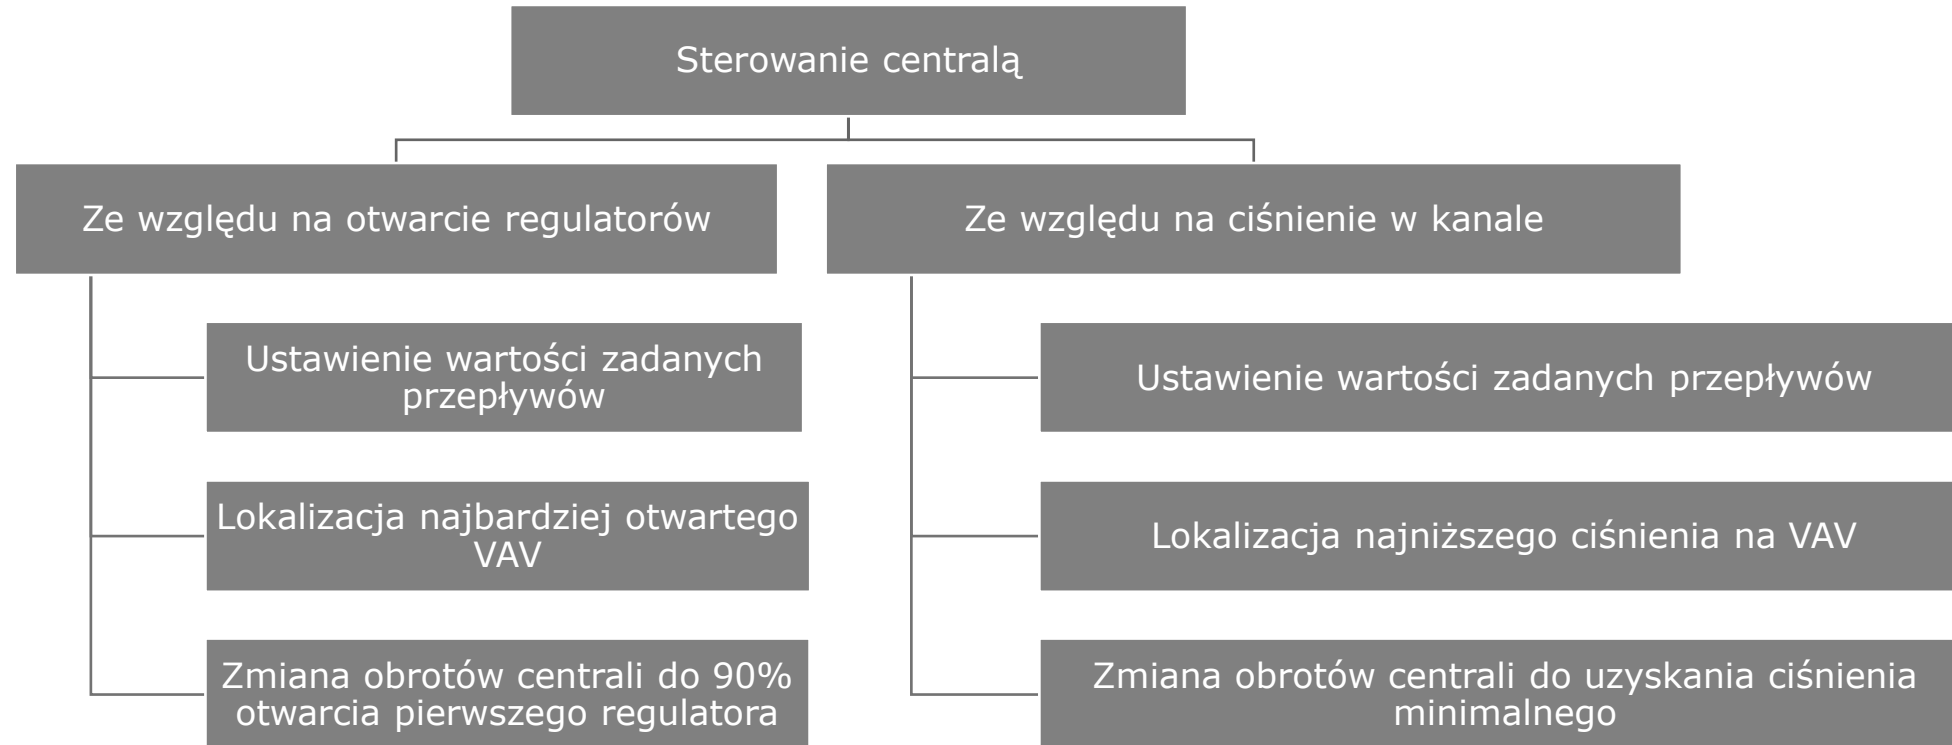 Sterowanie centralą
Ze względu na otwarcie regulatorów
Ze względu na ciśnienie w kanale
Ustawienie wartości zadanych
przepływów
Lokalizacja najbardziej otwartego
VAV
Zmiana obrotów centrali do 90%
otwarcia pierwszego regulatora
Ustawienie wartości zadanych przepływów
Lokalizacja najniższego ciśnienia na VAV
Zmiana obrotów centrali do uzyskania ciśnienia
minimalnego